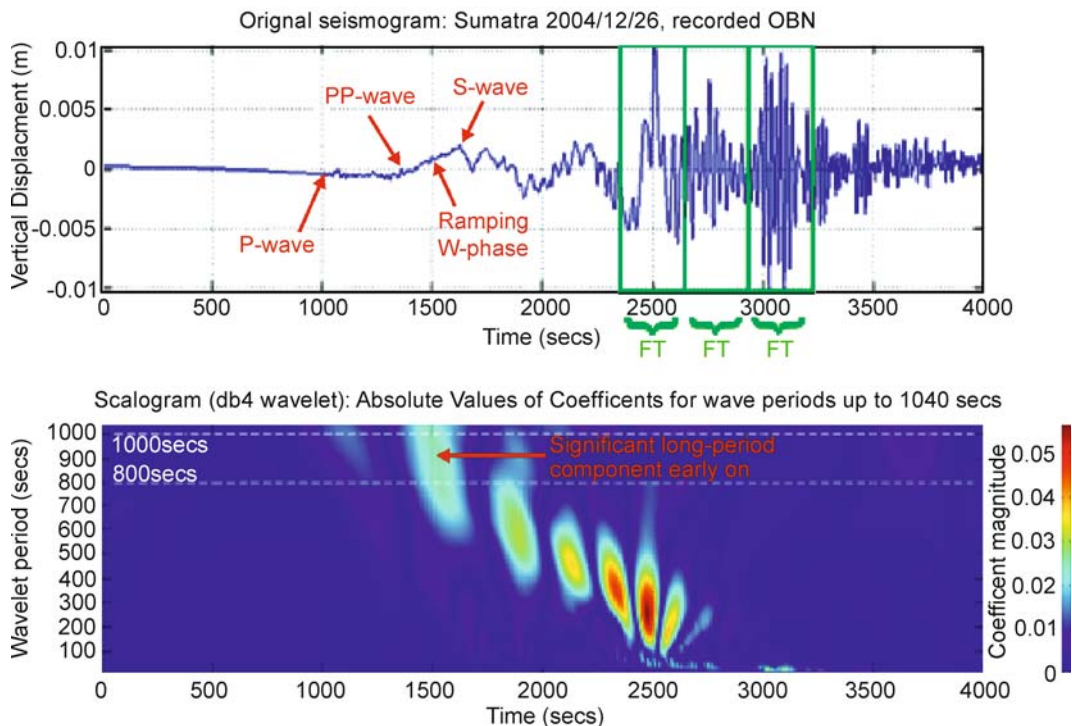 Orignal seismogram: Sumatra 2004/12/26, recorded OBN
Vertical Displacement (m)
0.01
0.005
0
-0.005
-0.01
PP-wave
S-wave
P-wave
Ramping
W-phase
0 500 1000 1500 2000 2500 3000 3500 4000
Time (secs)
FT FT FT
Scalogram (db4 wavelet): Absolute Values of Coefficents for wave periods up to 1040 secs
Wavelet period (secs)
1000
900
800
700
600
500
400
300
200
100
1000secs
800secs
Significant long-period
component early on
0 500 1000 1500 2000 2500 3000 3500 4000
Time (secs)
Coefficent magnitude
0.05
0.04
0.03
0.02
0.01
0